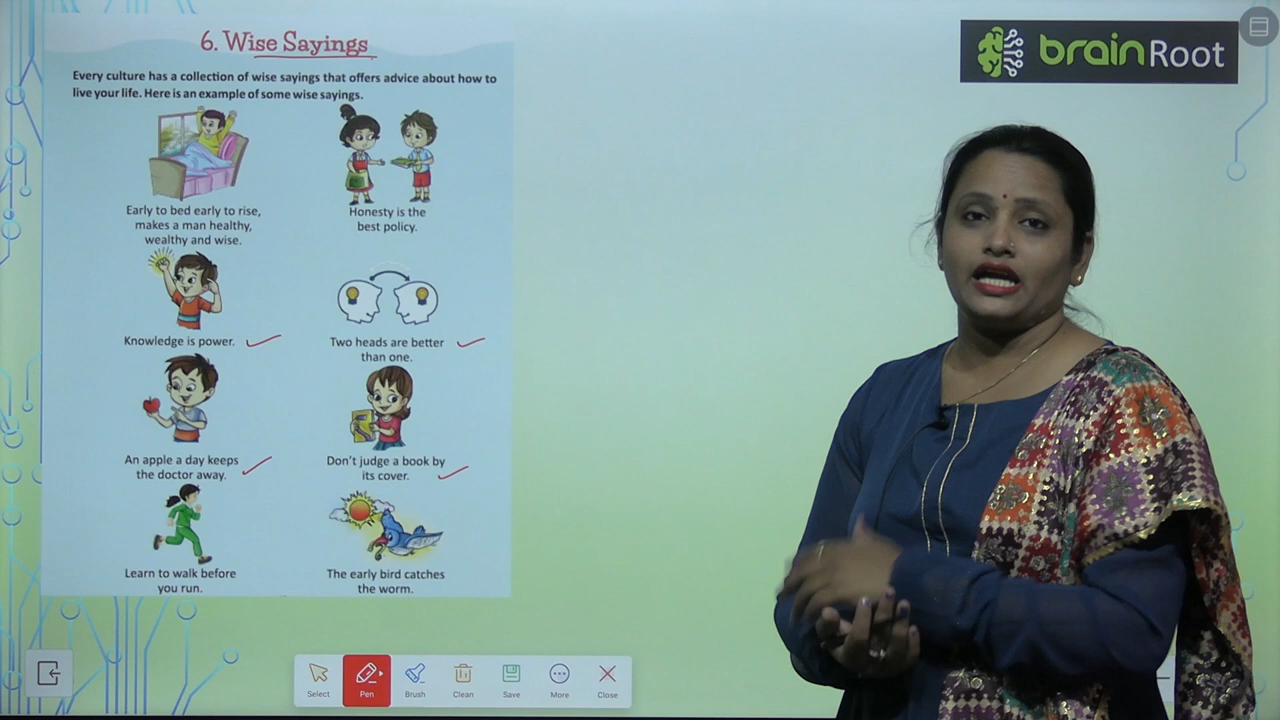 6. Wise Sayings
Every culture has a collection of wise sayings that offers advice about how to
live your life. Here is an example of some wise sayings.
Early to bed early to rise,
makes a man healthy,
wealthy and wise.
Honesty is the
best policy.
Knowledge is power.
Two heads are better
than one.
An apple a day keeps
the doctor away.
Don't judge a book by
its cover.
Learn to walk before
you run.
The early bird catches
the worm.
brainRoot
Select
Pen
Brush
Clean
Save
More
Close